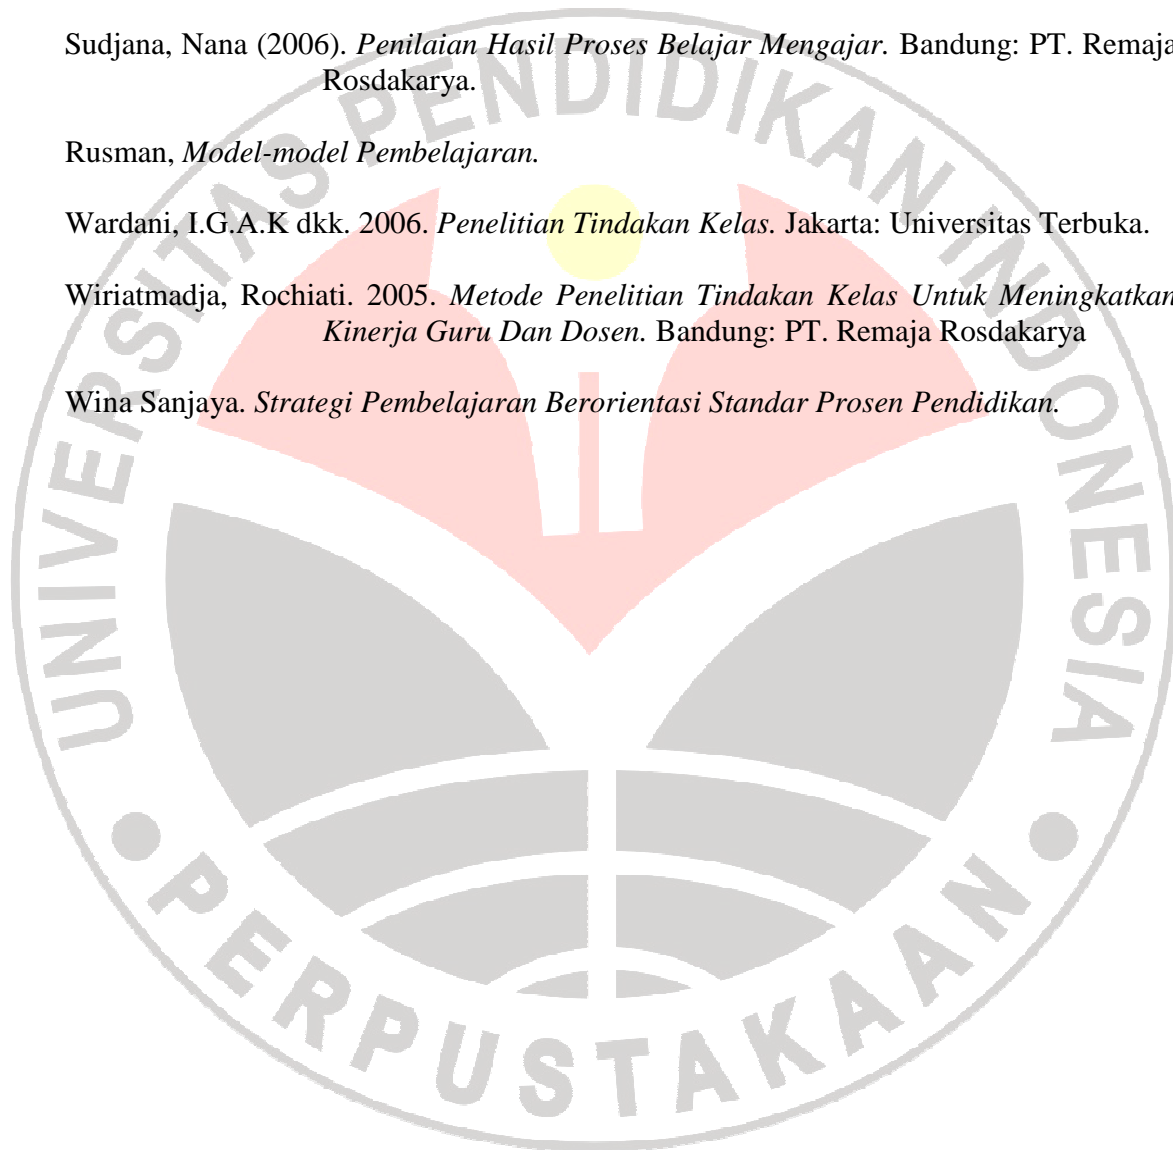 Sudjana, Nana (2006). Penilaian Hasil Proses Belajar Mengajar. Bandung: PT. Remaja
Rosdakarya.
Rusman, Model-model Pembelajaran.
Wardani, I.G.A.K dkk. 2006. Penelitian Tindakan Kelas. Jakarta: Universitas Terbuka.
Wiriatmadja, Rochiati. 2005. Metode Penelitian Tindakan Kelas Untuk Meningkatkan
Kinerja Guru Dan Dosen. Bandung: PT. Remaja Rosdakarya
Wina Sanjaya. Strategi Pembelajaran Berorientasi Standar Prosen Pendidikan.
UNIVERSITAS PENDIDIKAN INDONESIA
PERPUSTAKAAN